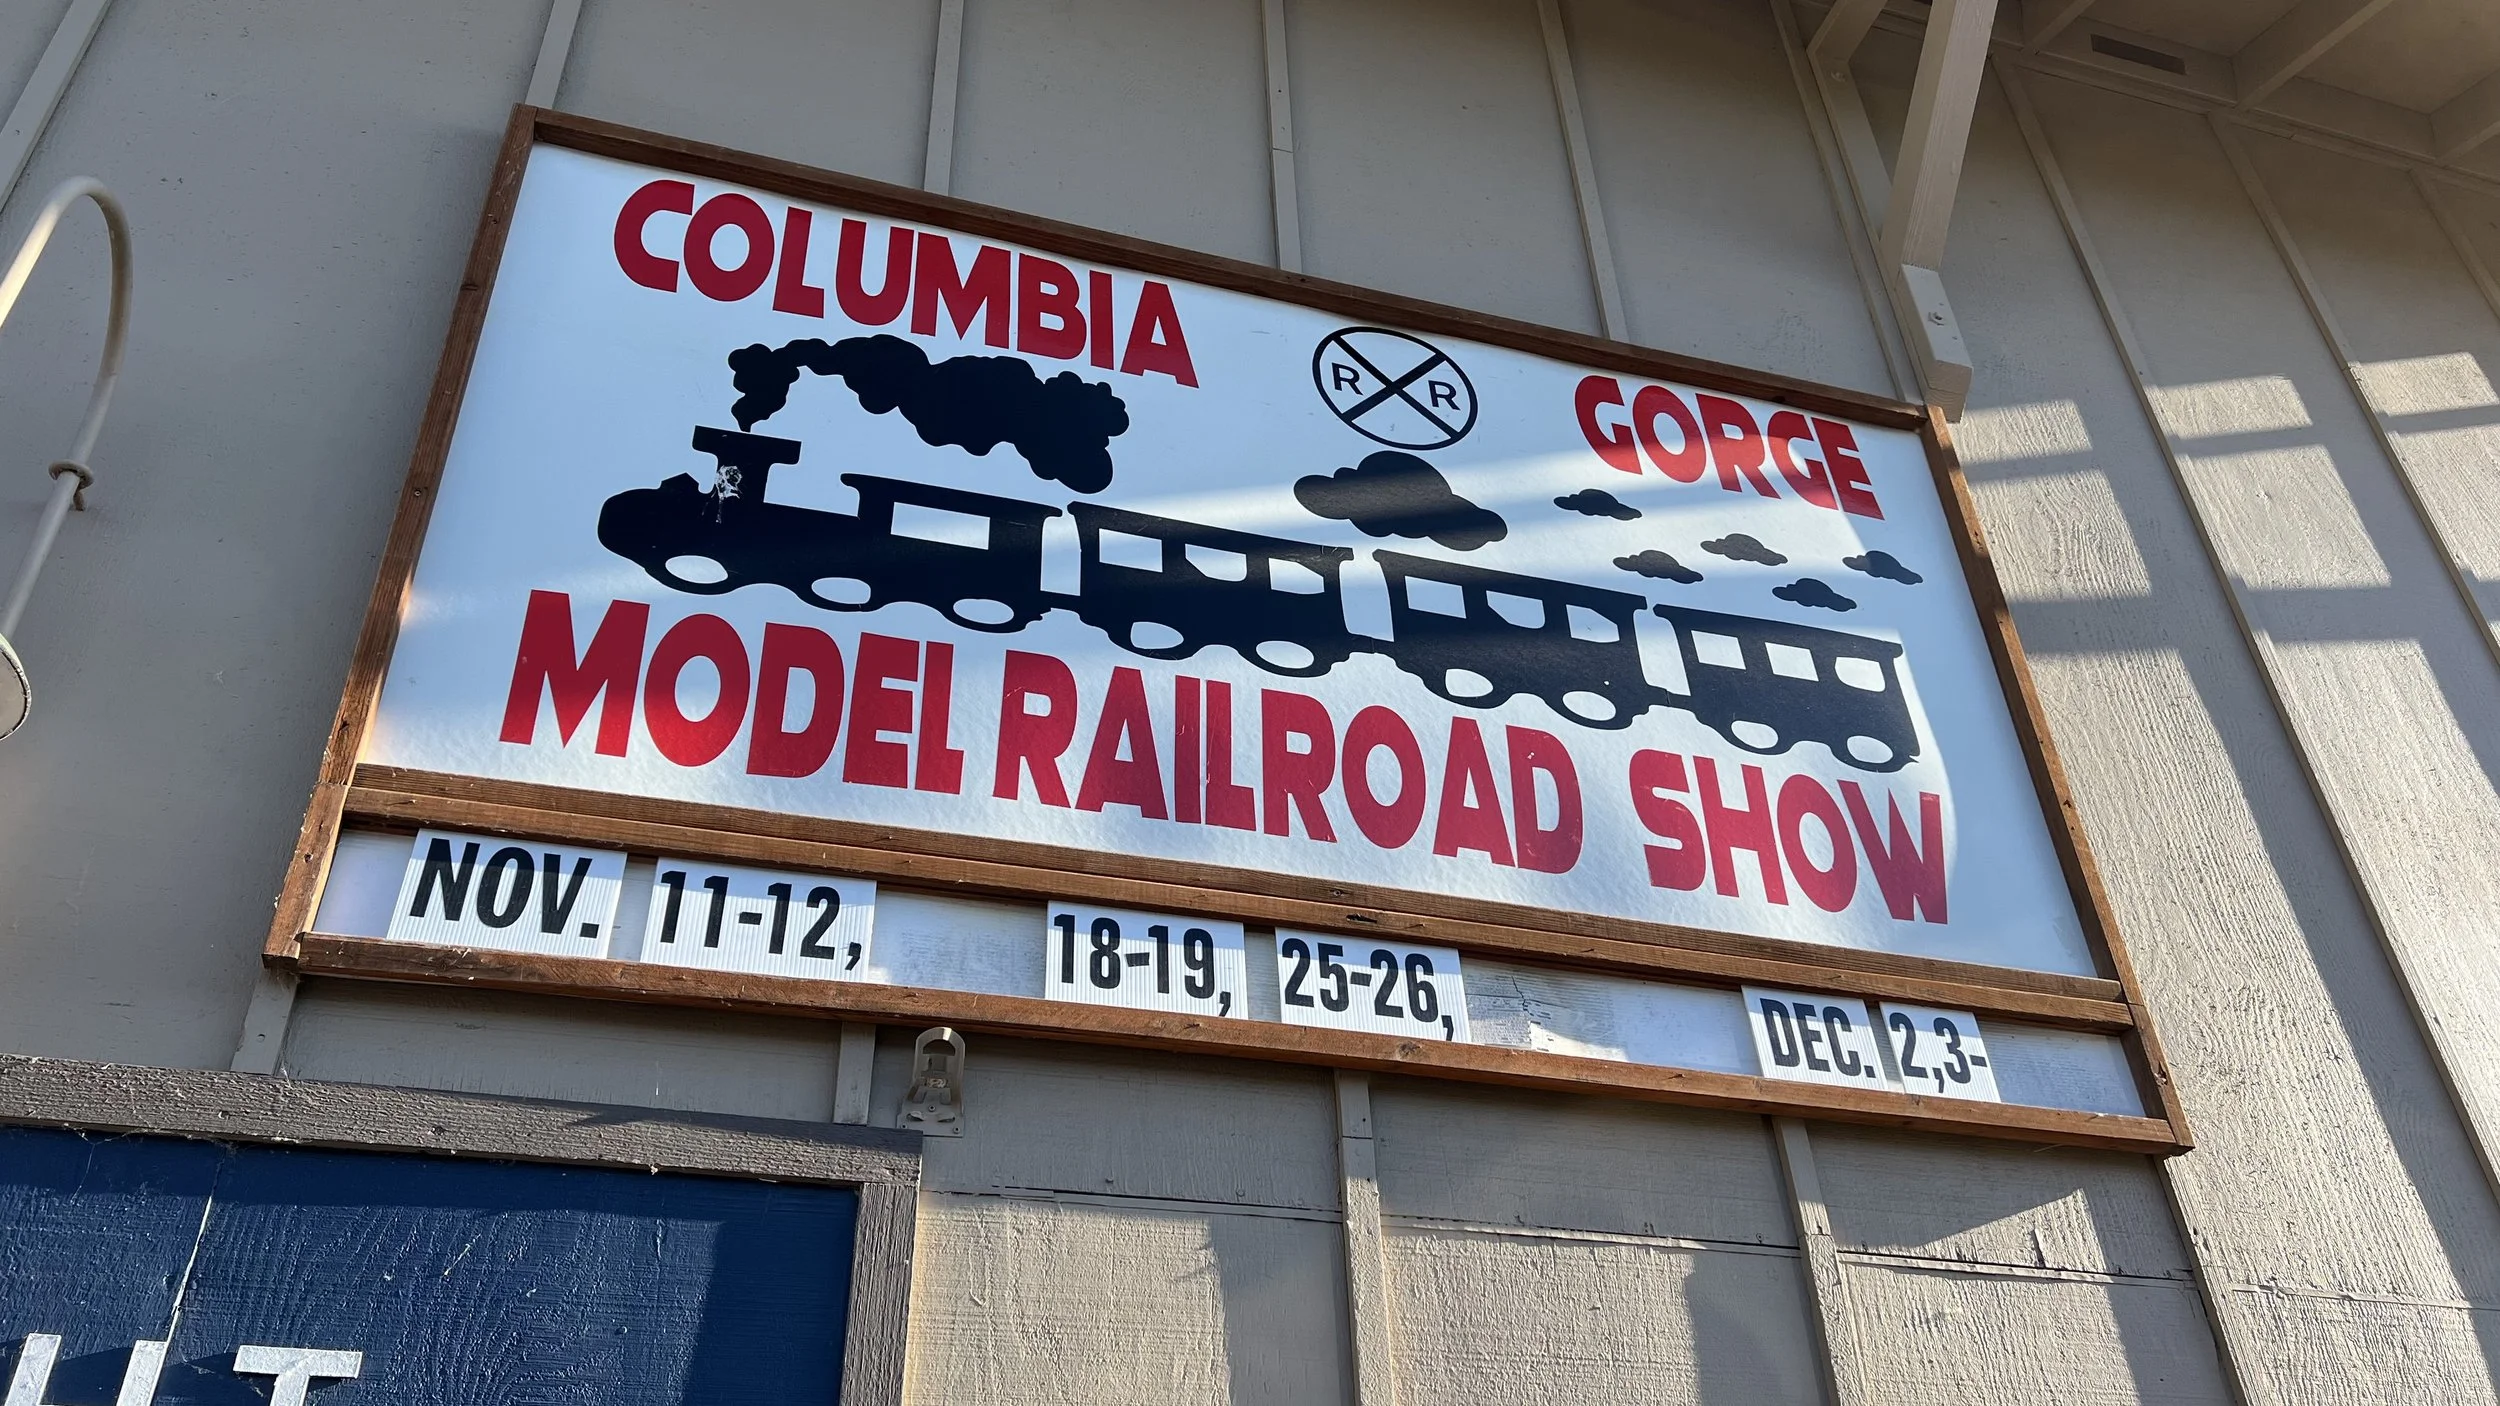 COLUMBIA GORGE
R R
MODEL RAILROAD SHOW
NOV. 11-12, 18-19, 25-26, DEC. 2,3-